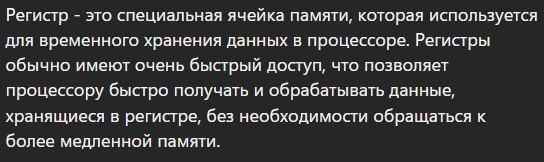 Регистр - это специальная ячейка памяти, которая используется
для временного хранения данных в процессоре. Регистры
обычно имеют очень быстрый доступ, что позволяет
процессору быстро получать и обрабатывать данные,
хранящиеся в регистре, без необходимости обращаться к
более медленной памяти.